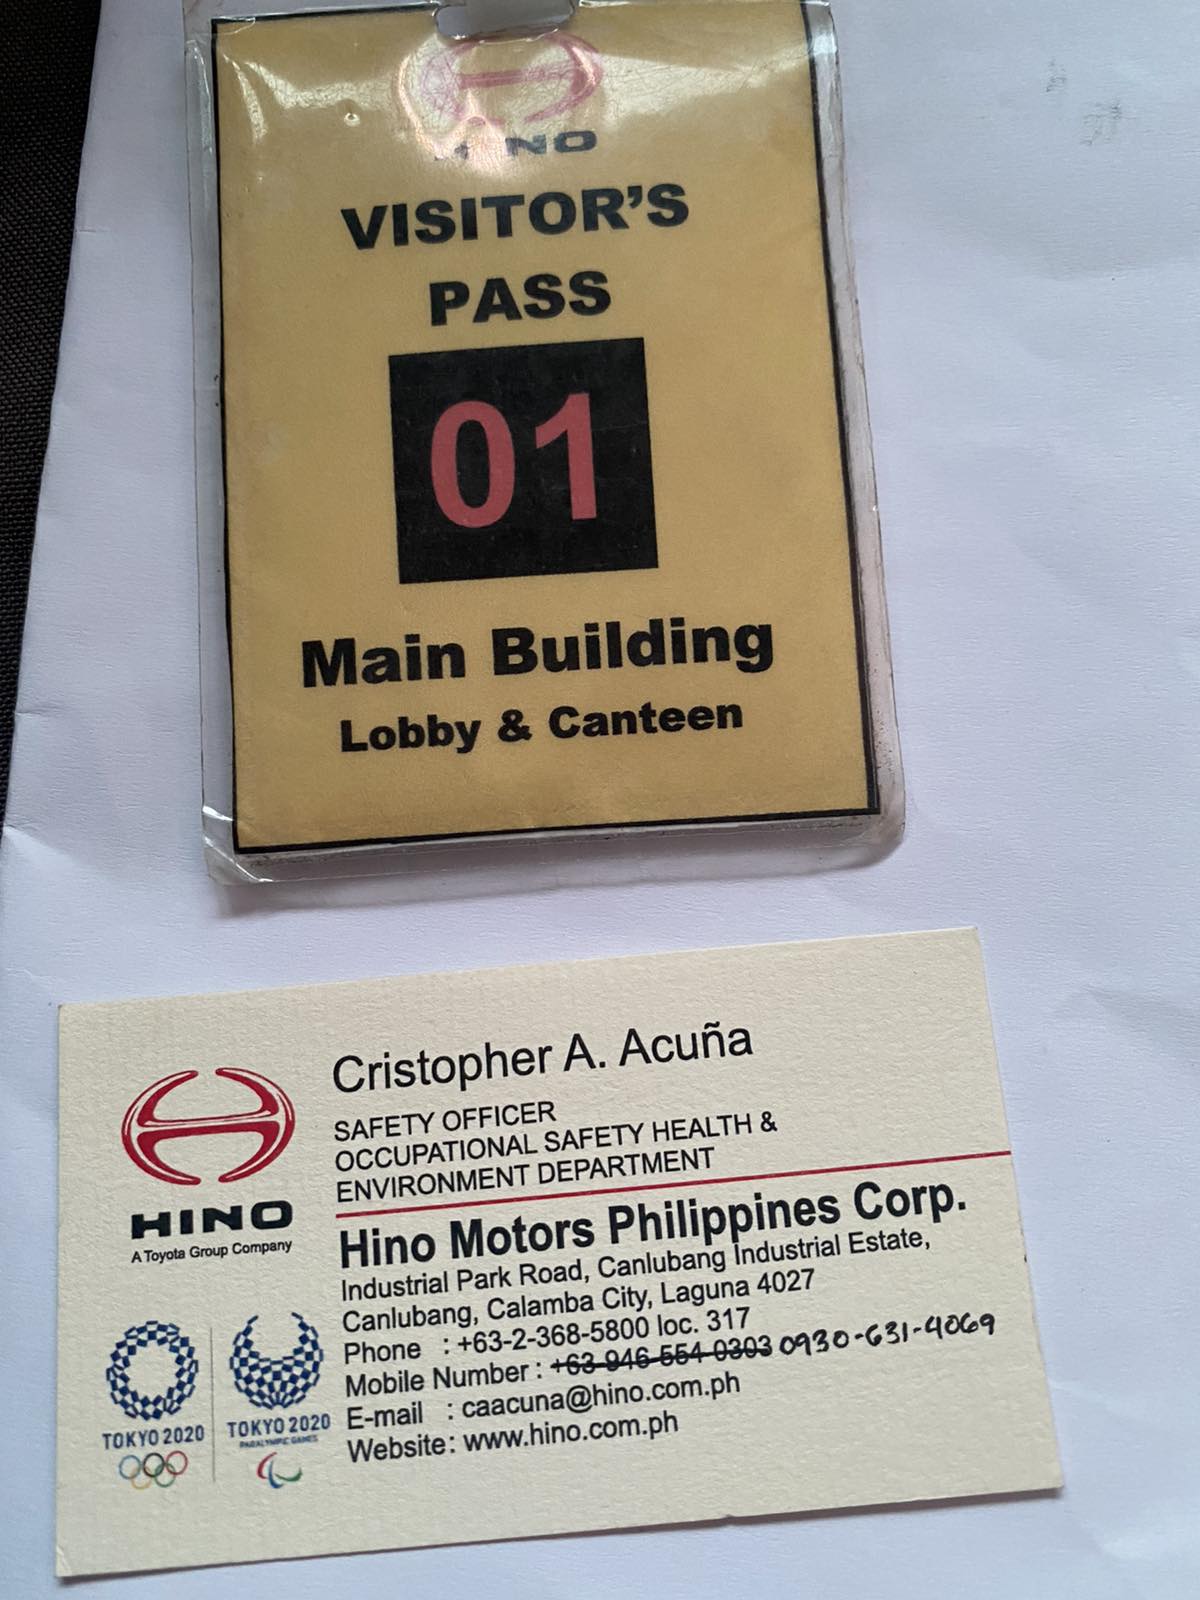 HINO
VISITOR'S
PASS
01
Main Building
Lobby & Canteen
Cristopher A. Acuña
SAFETY OFFICER
OCCUPATIONAL SAFETY HEALTH &
ENVIRONMENT DEPARTMENT
HINO
A Toyota Group Company
Hino Motors Philippines Corp.
Industrial Park Road, Canlubang Industrial Estate,
Canlubang, Calamba City, Laguna 4027
Phone : +63-2-368-5800 loc. 317
Mobile Number : +63-946-554-0303 0930-631-4069
E-mail : caacuna@hino.com.ph
Website : www.hino.com.ph
TOKYO 2020
TOKYO 2020
PARALYMPIC GAMES